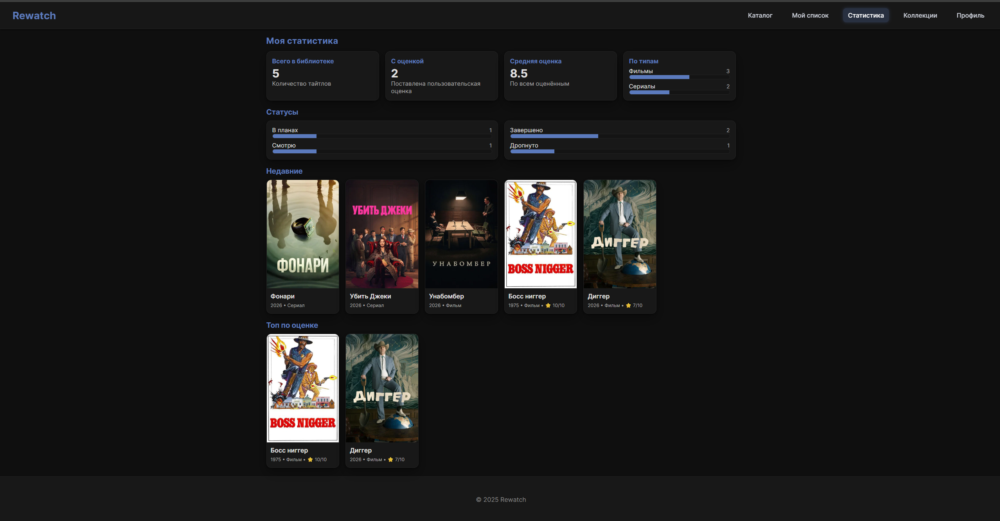 Rewatch
Каталог
Мой список
Статистика
Коллекции
Профиль
Моя статистика
Всего в библиотеке
5
Количество тайтлов
С оценкой
2
Поставлена пользовательская
оценка
Средняя оценка
8.5
По всем оценённым
По типам
Фильмы 3
Сериалы 2
Статусы
В планах 1
Смотрю 1
Завершено 2
Дропнуто 1
Недавние
ФОНАРИ
Фонари
2026 • Сериал
УБИТЬ ДЖЕКИ
Убить Джеки
2026 • Сериал
УНАБОМБЕР
Унабомбер
2026 • Фильм
BOSS NIGGER
Босс ниггер
1975 • Фильм • ⭐ 10/10
ДИГГЕР
Диггер
2026 • Фильм • ⭐ 7/10
Топ по оценке
BOSS NIGGER
Босс ниггер
1975 • Фильм • ⭐ 10/10
ДИГГЕР
Диггер
2026 • Фильм • ⭐ 7/10
© 2025 Rewatch